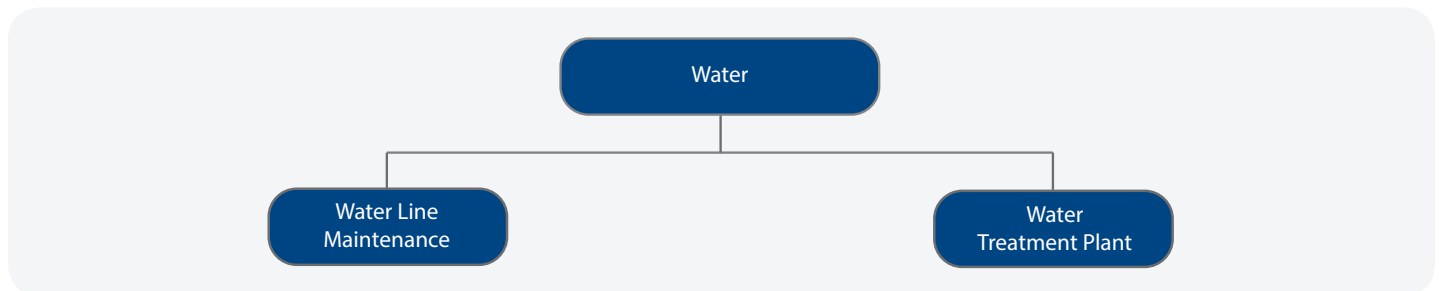 Water
Water Line
Maintenance
Water
Treatment Plant